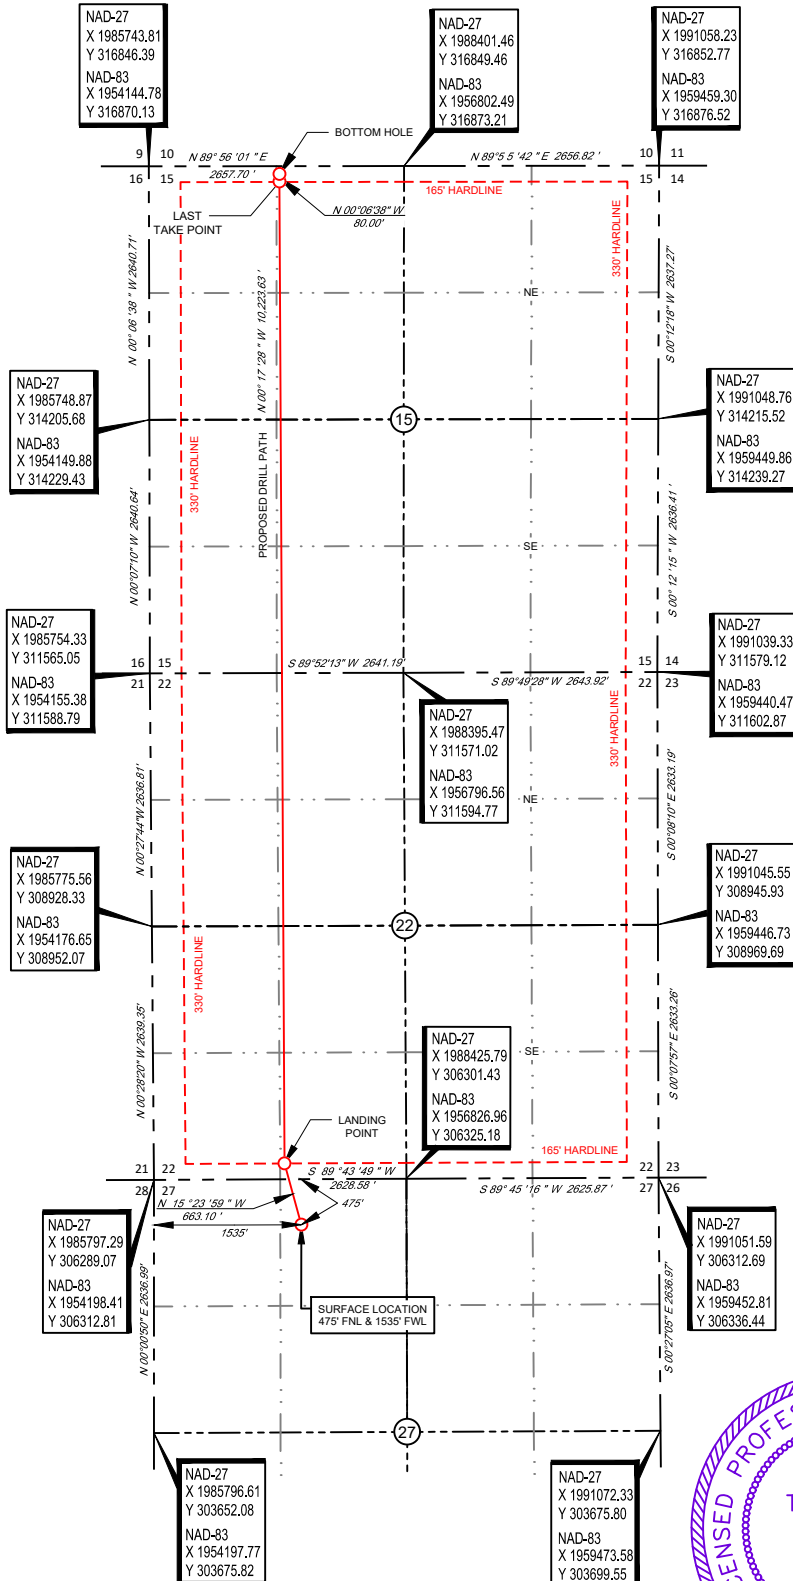 NAD-27
X 1985743.81
Y 316846.39
NAD-83
X 1954144.78
Y 316870.13
NAD-27
X 1988401.46
Y 316849.46
NAD-83
X 1956802.49
Y 316873.21
NAD-27
X 1991058.23
Y 316852.77
NAD-83
X 1959459.30
Y 316876.52
BOTTOM HOLE
9 10
16 15
N 89° 56 '01 " E
2657.70 '
N 89°5 5 '42 " E 2656.82 '
10 11
15 14
165' HARDLINE
LAST
TAKE POINT
N 00°06'38" W
80.00'
330' HARDLINE
N 00° 06 '38 " W 2640.71'
N 00° 17 '28 " W 10,223.63 '
NE
S 00°12'18" W 2637.27'
NAD-27
X 1985748.87
Y 314205.68
NAD-83
X 1954149.88
Y 314229.43
15
NAD-27
X 1991048.76
Y 314215.52
NAD-83
X 1959449.86
Y 314239.27
330' HARDLINE
PROPOSED DRILL PATH
N 00°07'10" W 2640.64'
SE
S 00° 12 '15 " W 2636.41 '
NAD-27
X 1985754.33
Y 311565.05
NAD-83
X 1954155.38
Y 311588.79
16 15
21 22
S 89°52'13" W 2641.19'
S 89°49'28" W 2643.92'
15 14
22 23
NAD-27
X 1991039.33
Y 311579.12
NAD-83
X 1959440.47
Y 311602.87
NAD-27
X 1988395.47
Y 311571.02
NAD-83
X 1956796.56
Y 311594.77
330' HARDLINE
N 00°27'44"W 2636.81'
NE
S 00°08'10" E 2633.19'
NAD-27
X 1985775.56
Y 308928.33
NAD-83
X 1954176.65
Y 308952.07
22
NAD-27
X 1991045.55
Y 308945.93
NAD-83
X 1959446.73
Y 308969.69
330' HARDLINE
N 00°28'20" W 2639.35'
SE
S 00°07'57" E 2633.26'
NAD-27
X 1988425.79
Y 306301.43
NAD-83
X 1956826.96
Y 306325.18
LANDING
POINT
165' HARDLINE
21 22
28 27
S 89 °43 '49 " W
2628.58 '
S 89° 45 '16 " W 2625.87 '
22 23
27 26
N 15 °23 '59 " W
663.10 '
475'
1535'
NAD-27
X 1985797.29
Y 306289.07
NAD-83
X 1954198.41
Y 306312.81
SURFACE LOCATION
475' FNL & 1535' FWL
NAD-27
X 1991051.59
Y 306312.69
NAD-83
X 1959452.81
Y 306336.44
N 00°00'50" E 2636.99'
S 00°27'05" E 2636.97'
27
NAD-27
X 1985796.61
Y 303652.08
NAD-83
X 1954197.77
Y 303675.82
NAD-27
X 1991072.33
Y 303675.80
NAD-83
X 1959473.58
Y 303699.55